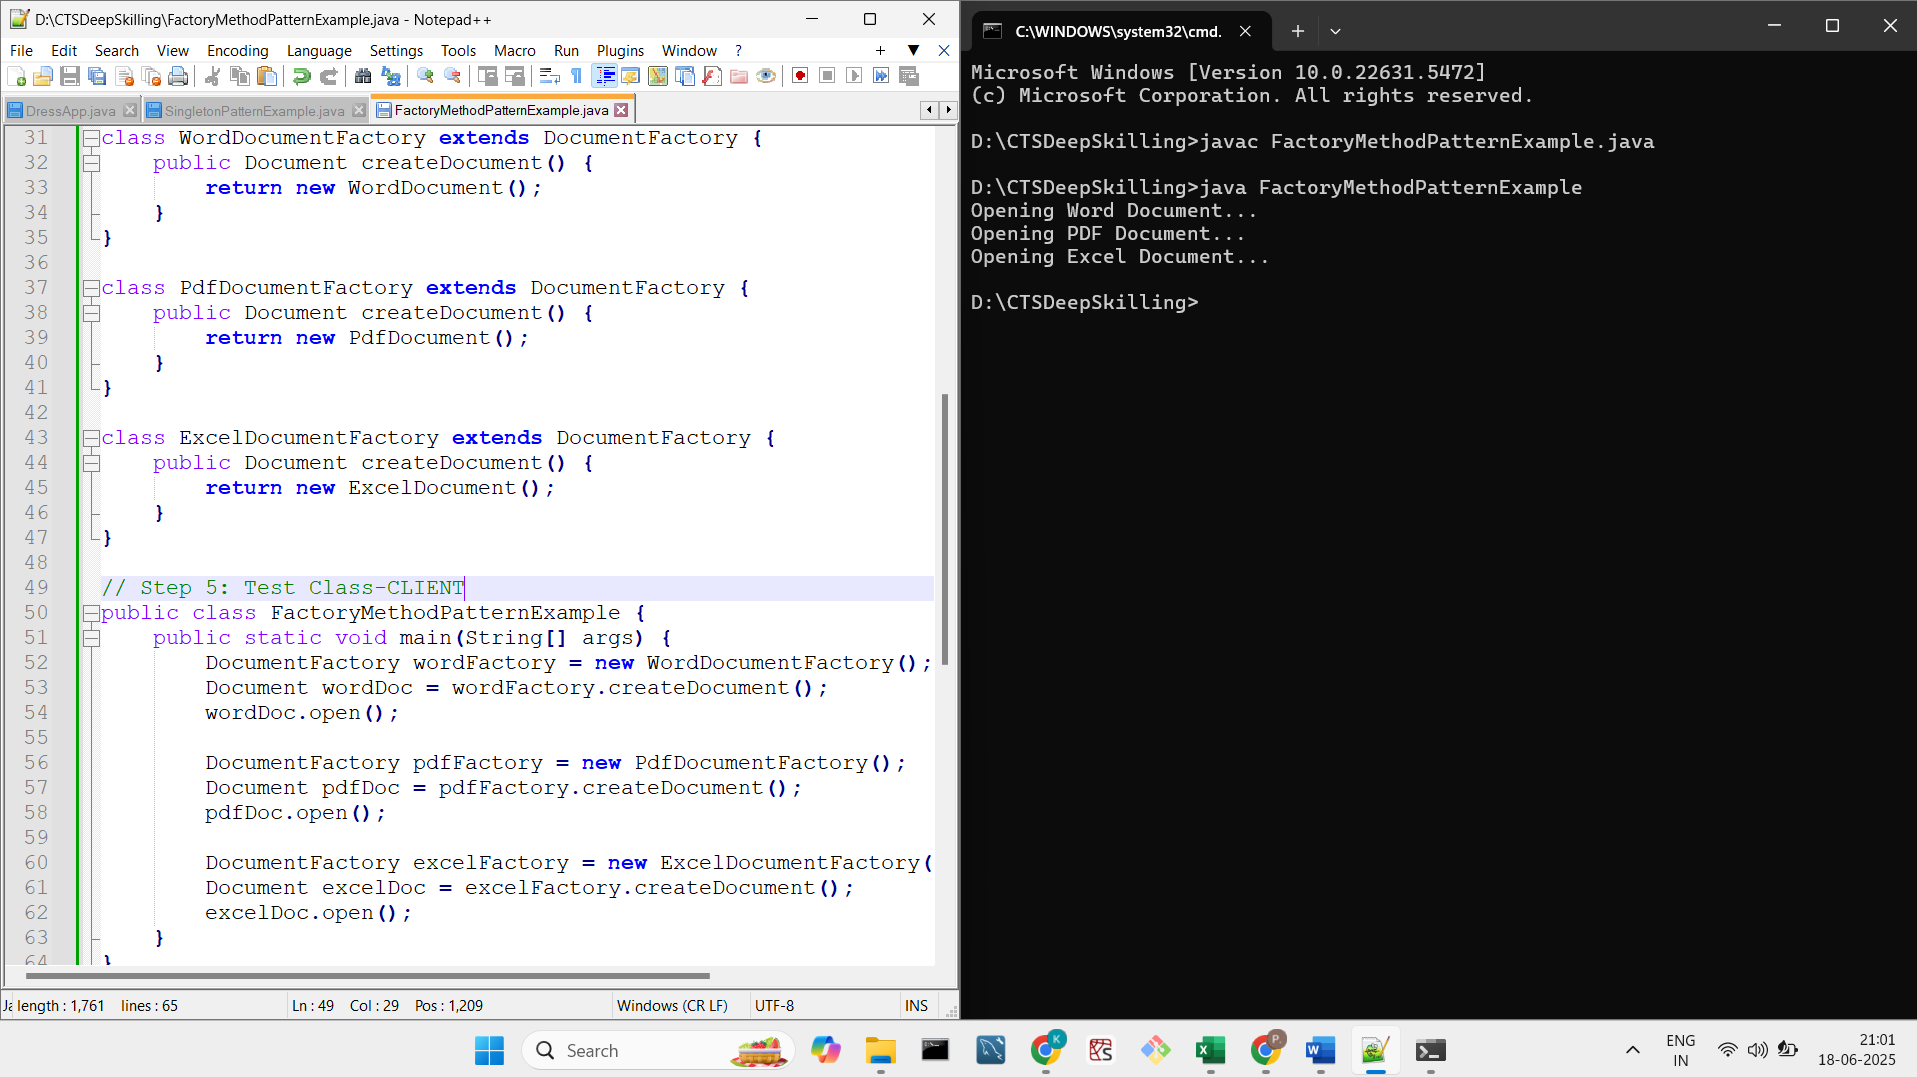 D:\CTSDeepSkilling\FactoryMethodPatternExample.java - Notepad++
File Edit Search View Encoding Language Settings Tools Macro Run Plugins Window ?
DressApp.java SingletonPatternExample.java FactoryMethodPatternExample.java
31 class WordDocumentFactory extends DocumentFactory {
32 public Document createDocument() {
33 return new WordDocument();
34 }
35 }
36
37 class PdfDocumentFactory extends DocumentFactory {
38 public Document createDocument() {
39 return new PdfDocument();
40 }
41 }
42
43 class ExcelDocumentFactory extends DocumentFactory {
44 public Document createDocument() {
45 return new ExcelDocument();
46 }
47 }
48
49 // Step 5: Test Class-CLIENT
50 public class FactoryMethodPatternExample {
51 public static void main(String[] args) {
52 DocumentFactory wordFactory = new WordDocumentFactory();
53 Document wordDoc = wordFactory.createDocument();
54 wordDoc.open();
55
56 DocumentFactory pdfFactory = new PdfDocumentFactory();
57 Document pdfDoc = pdfFactory.createDocument();
58 pdfDoc.open();
59
60 DocumentFactory excelFactory = new ExcelDocumentFactory(
61 Document excelDoc = excelFactory.createDocument();
62 excelDoc.open();
63 }
64 }
Ja length : 1,761 lines : 65 Ln : 49 Col : 29 Pos : 1,209 Windows (CR LF) UTF-8 INS
C:\WINDOWS\system32\cmd.
Microsoft Windows [Version 10.0.22631.5472]
(c) Microsoft Corporation. All rights reserved.
D:\CTSDeepSkilling>javac FactoryMethodPatternExample.java
D:\CTSDeepSkilling>java FactoryMethodPatternExample
Opening Word Document...
Opening PDF Document...
Opening Excel Document...
D:\CTSDeepSkilling>
Search
ENG
IN
21:01
18-06-2025